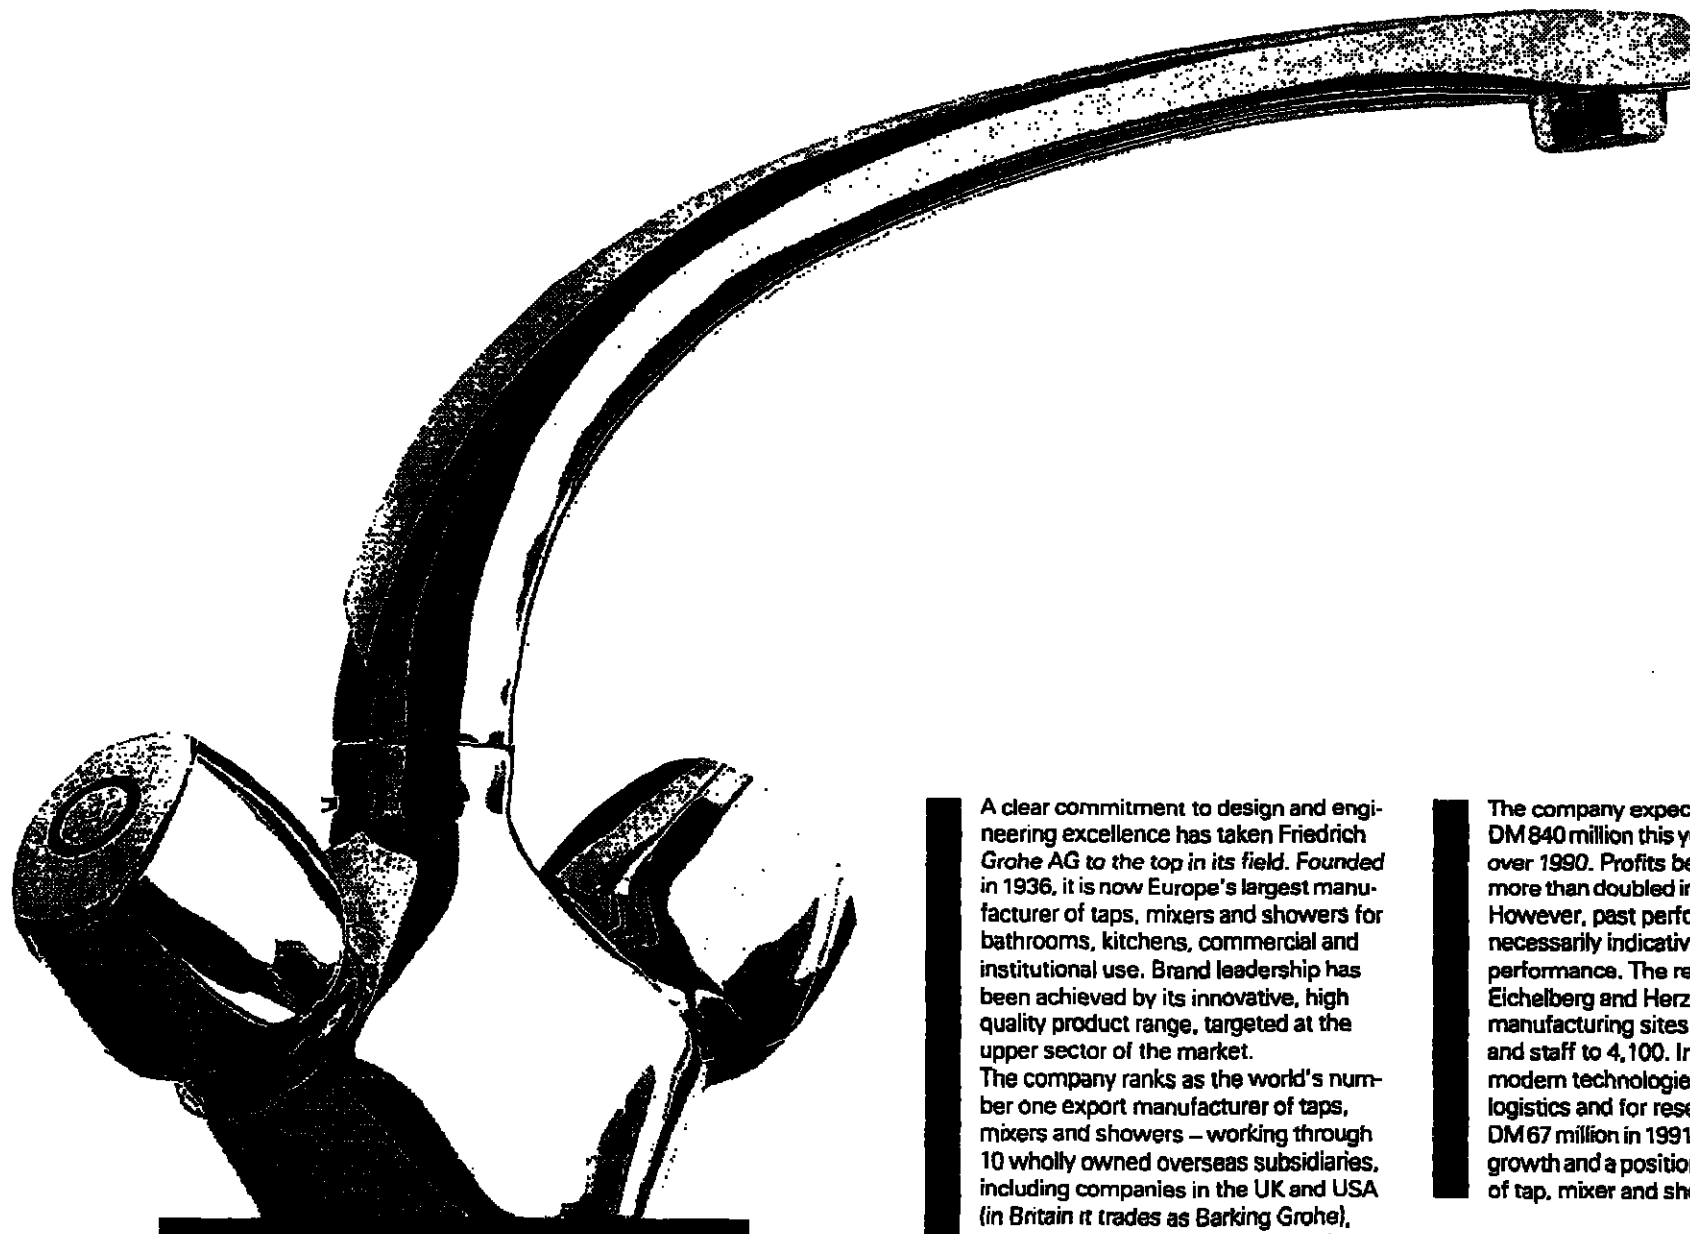 A clear commitment to design and engi-
neering excellence has taken Friedrich
Grohe AG to the top in its field. Founded
in 1936, it is now Europe's largest manu-
facturer of taps, mixers and showers for
bathrooms, kitchens, commercial and
institutional use. Brand leadership has
been achieved by its innovative, high
quality product range, targeted at the
upper sector of the market.
The company ranks as the world's num-
ber one export manufacturer of taps,
mixers and showers – working through
10 wholly owned overseas subsidiaries,
including companies in the UK and USA
(in Britain it trades as Barking Grohe),
The company
DM 840 million this
over 1990. Profits
more than doubled
However, past
necessarily
performance. The
Eichelberg and
manufacturing sites
and staff to 4,100.
modern
logistics and for
DM 67 million in 1991
growth and a
of tap, mixer and